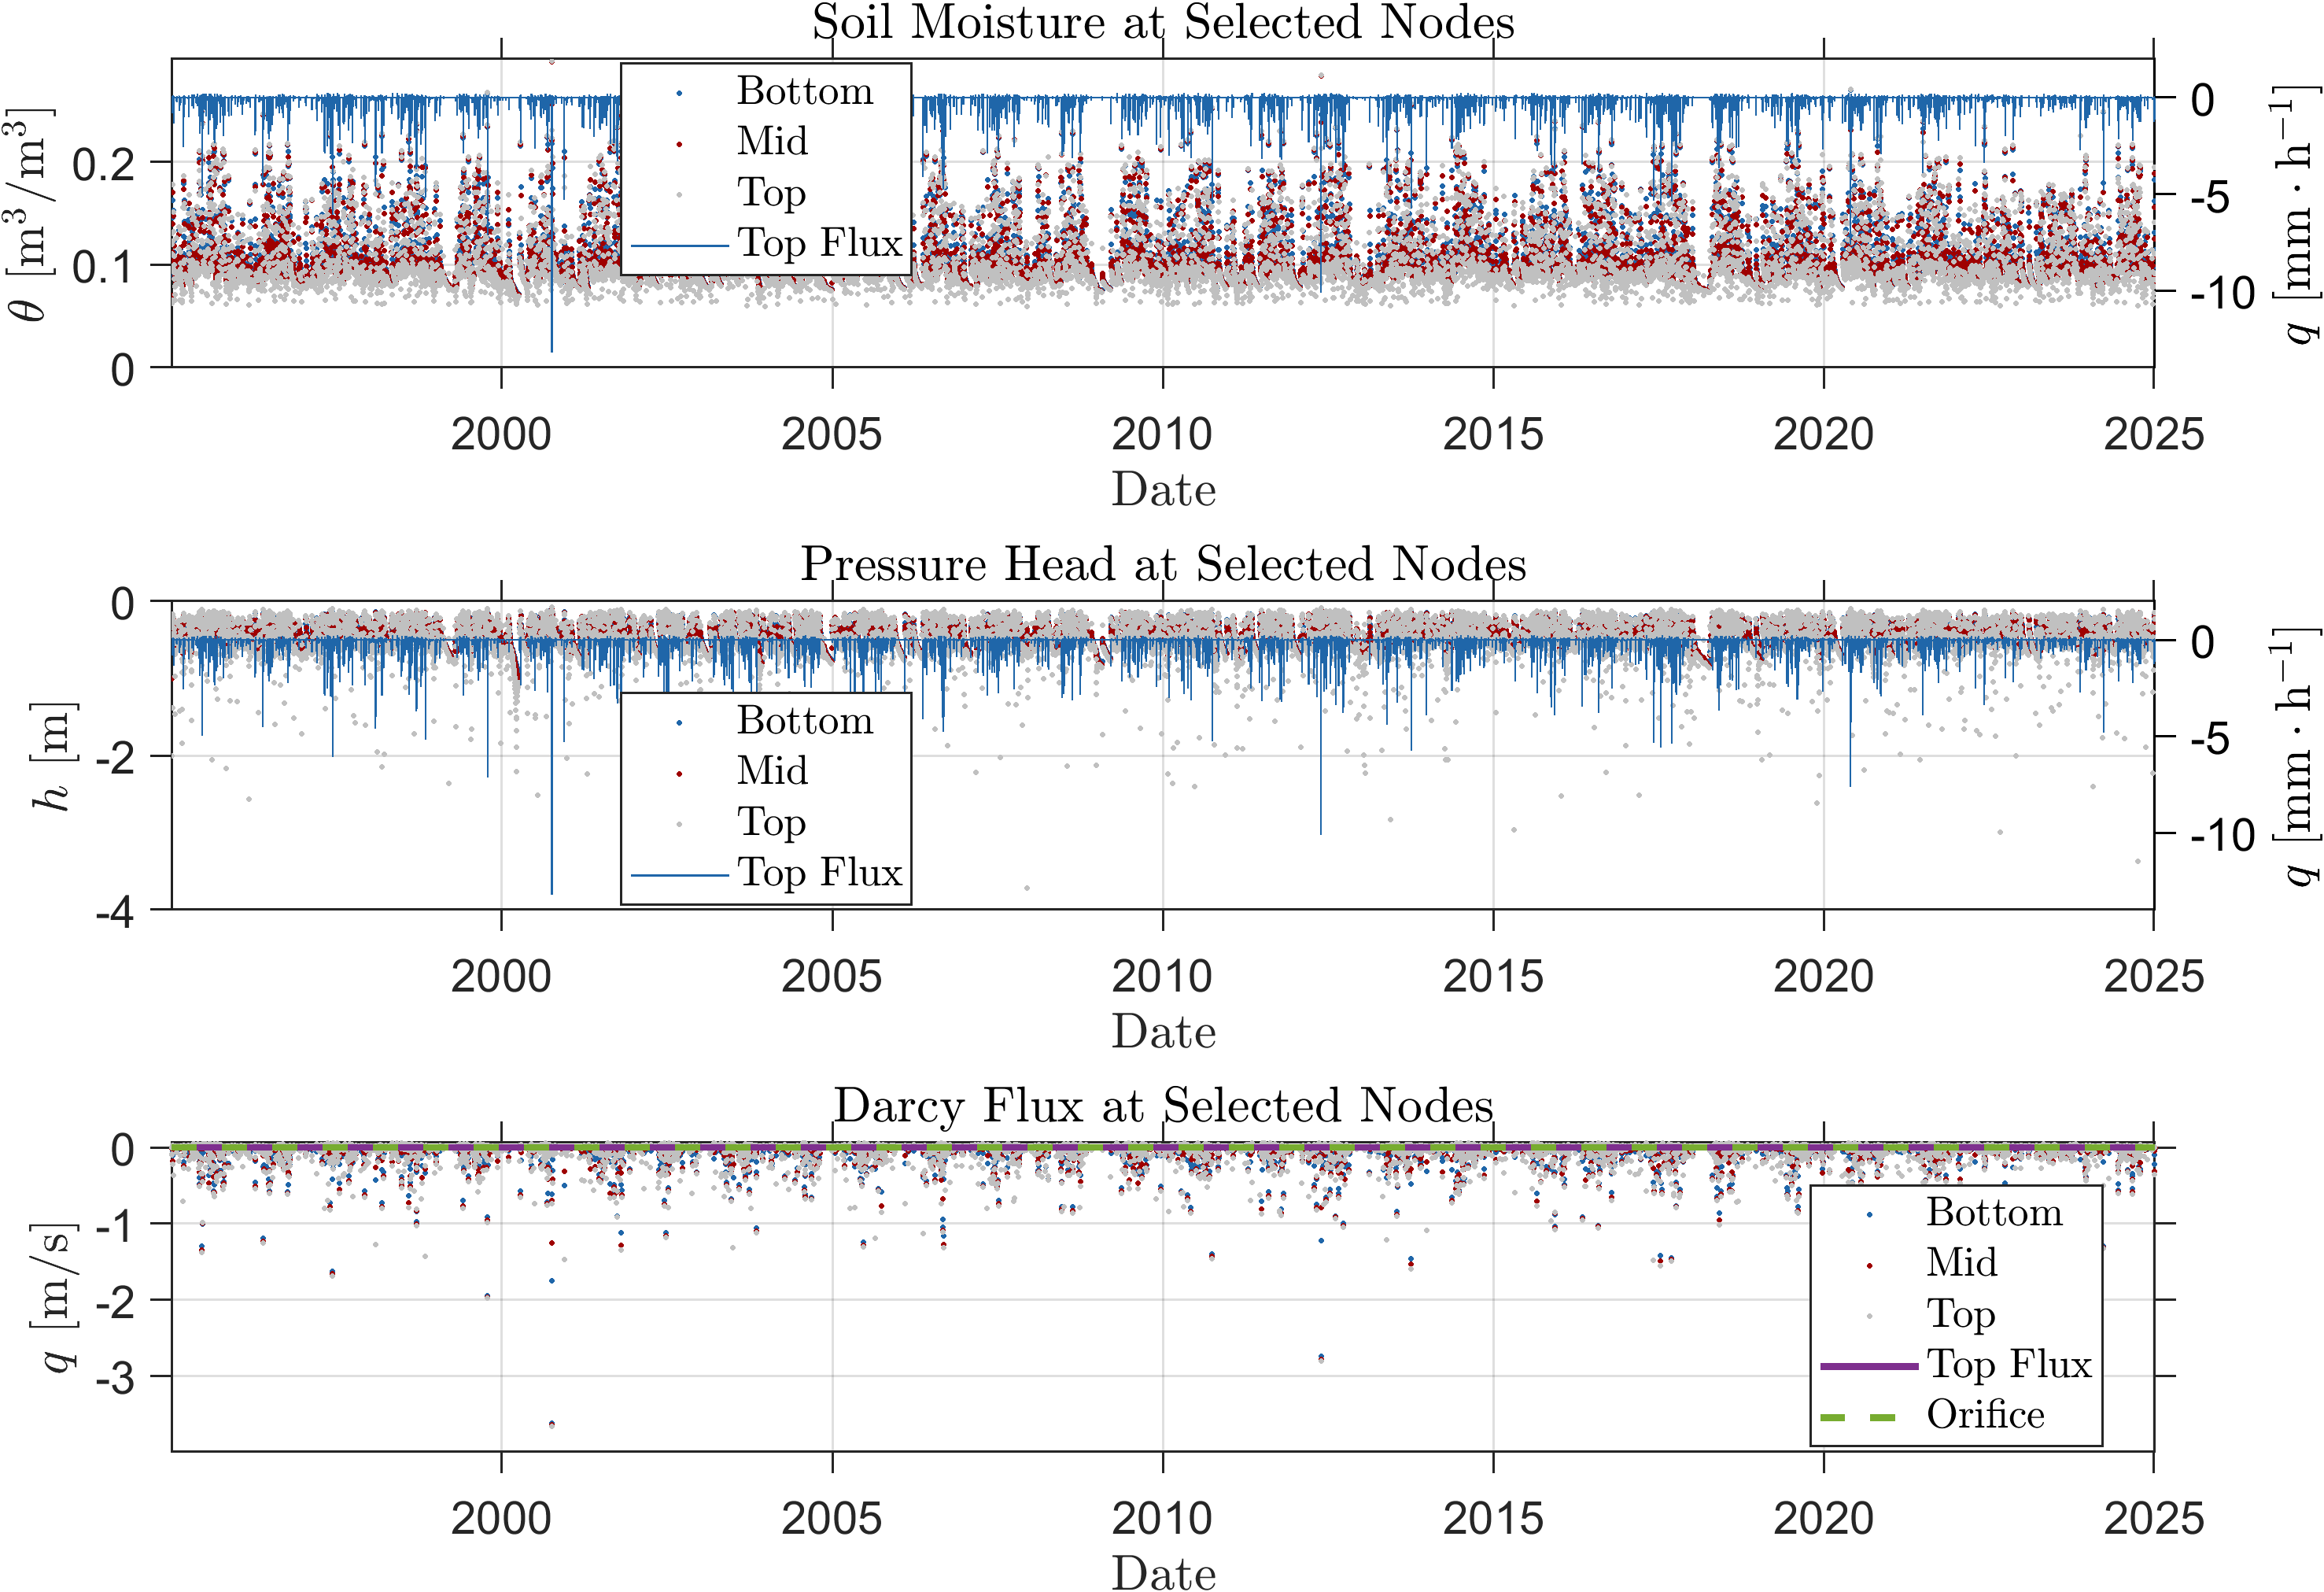 Soil Moisture at Selected Nodes
θ [m³/m³]
0.2
0.1
0
Bottom
Mid
Top
Top Flux
0
-5
-10
q [mm · h⁻¹]
2000 2005 2010 2015 2020 2025
Date
Pressure Head at Selected Nodes
h [m]
0
-2
-4
Bottom
Mid
Top
Top Flux
0
-5
-10
q [mm · h⁻¹]
2000 2005 2010 2015 2020 2025
Date
Darcy Flux at Selected Nodes
q [m/s]
0
-1
-2
-3
Bottom
Mid
Top
Top Flux
Orifice
2000 2005 2010 2015 2020 2025
Date